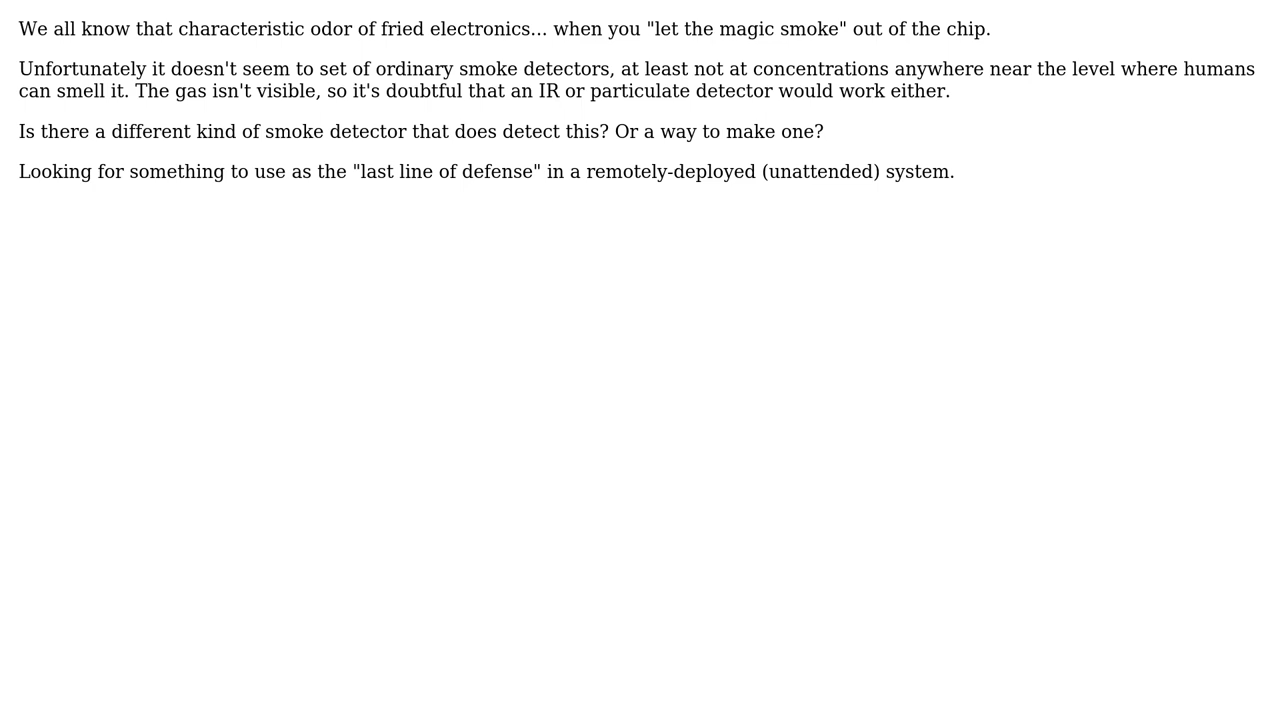 We all know that characteristic odor of fried electronics... when you "let the magic smoke" out of the chip.
Unfortunately it doesn't seem to set of ordinary smoke detectors, at least not at concentrations anywhere near the level where humans
can smell it. The gas isn't visible, so it's doubtful that an IR or particulate detector would work either.
Is there a different kind of smoke detector that does detect this? Or a way to make one?
Looking for something to use as the "last line of defense" in a remotely-deployed (unattended) system.